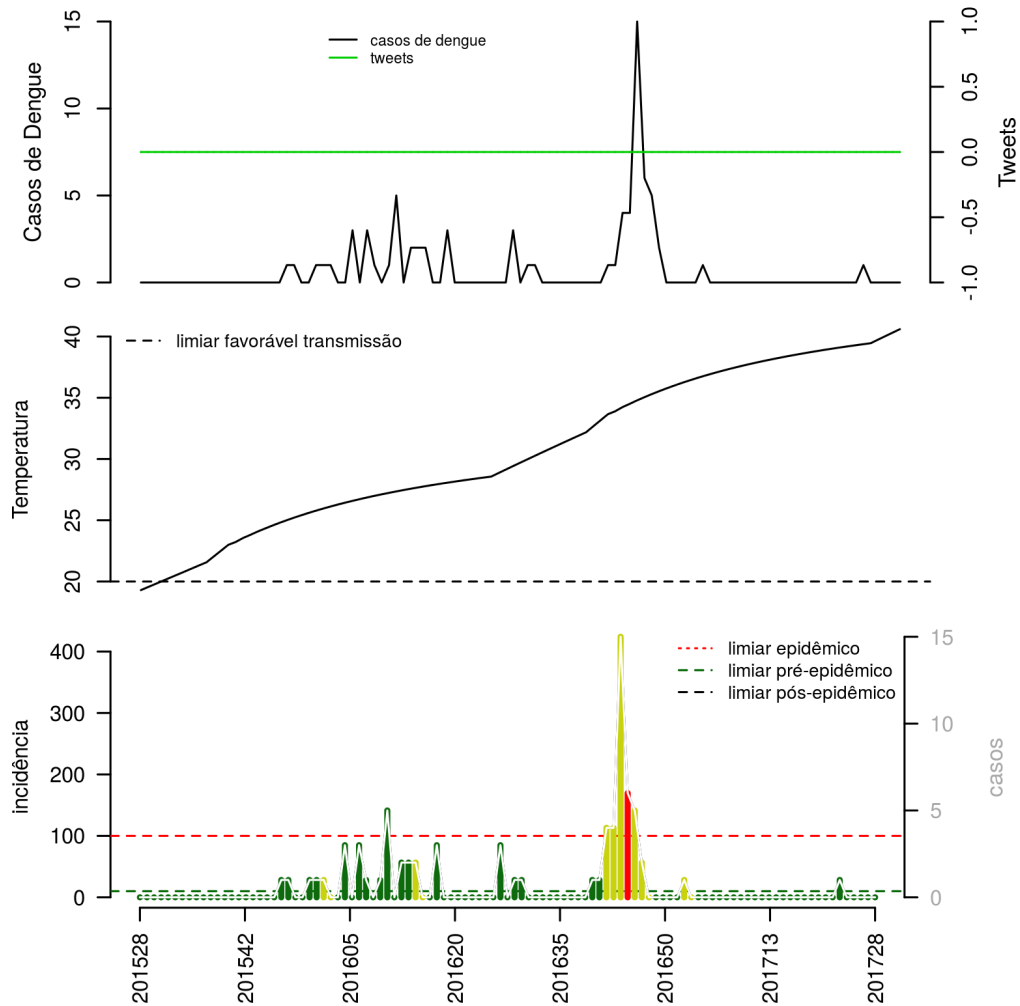 casos de dengue
tweets
Casos de Dengue
0
5
10
15
Tweets
-1.0
-0.5
0.0
0.5
1.0
limiar favorável transmissão
Temperatura
20
25
30
35
40
limiar epidêmico
limiar pré-epidêmico
limiar pós-epidêmico
incidência
0
100
200
300
400
casos
0
5
10
15
201528
201542
201605
201620
201635
201650
201713
201728